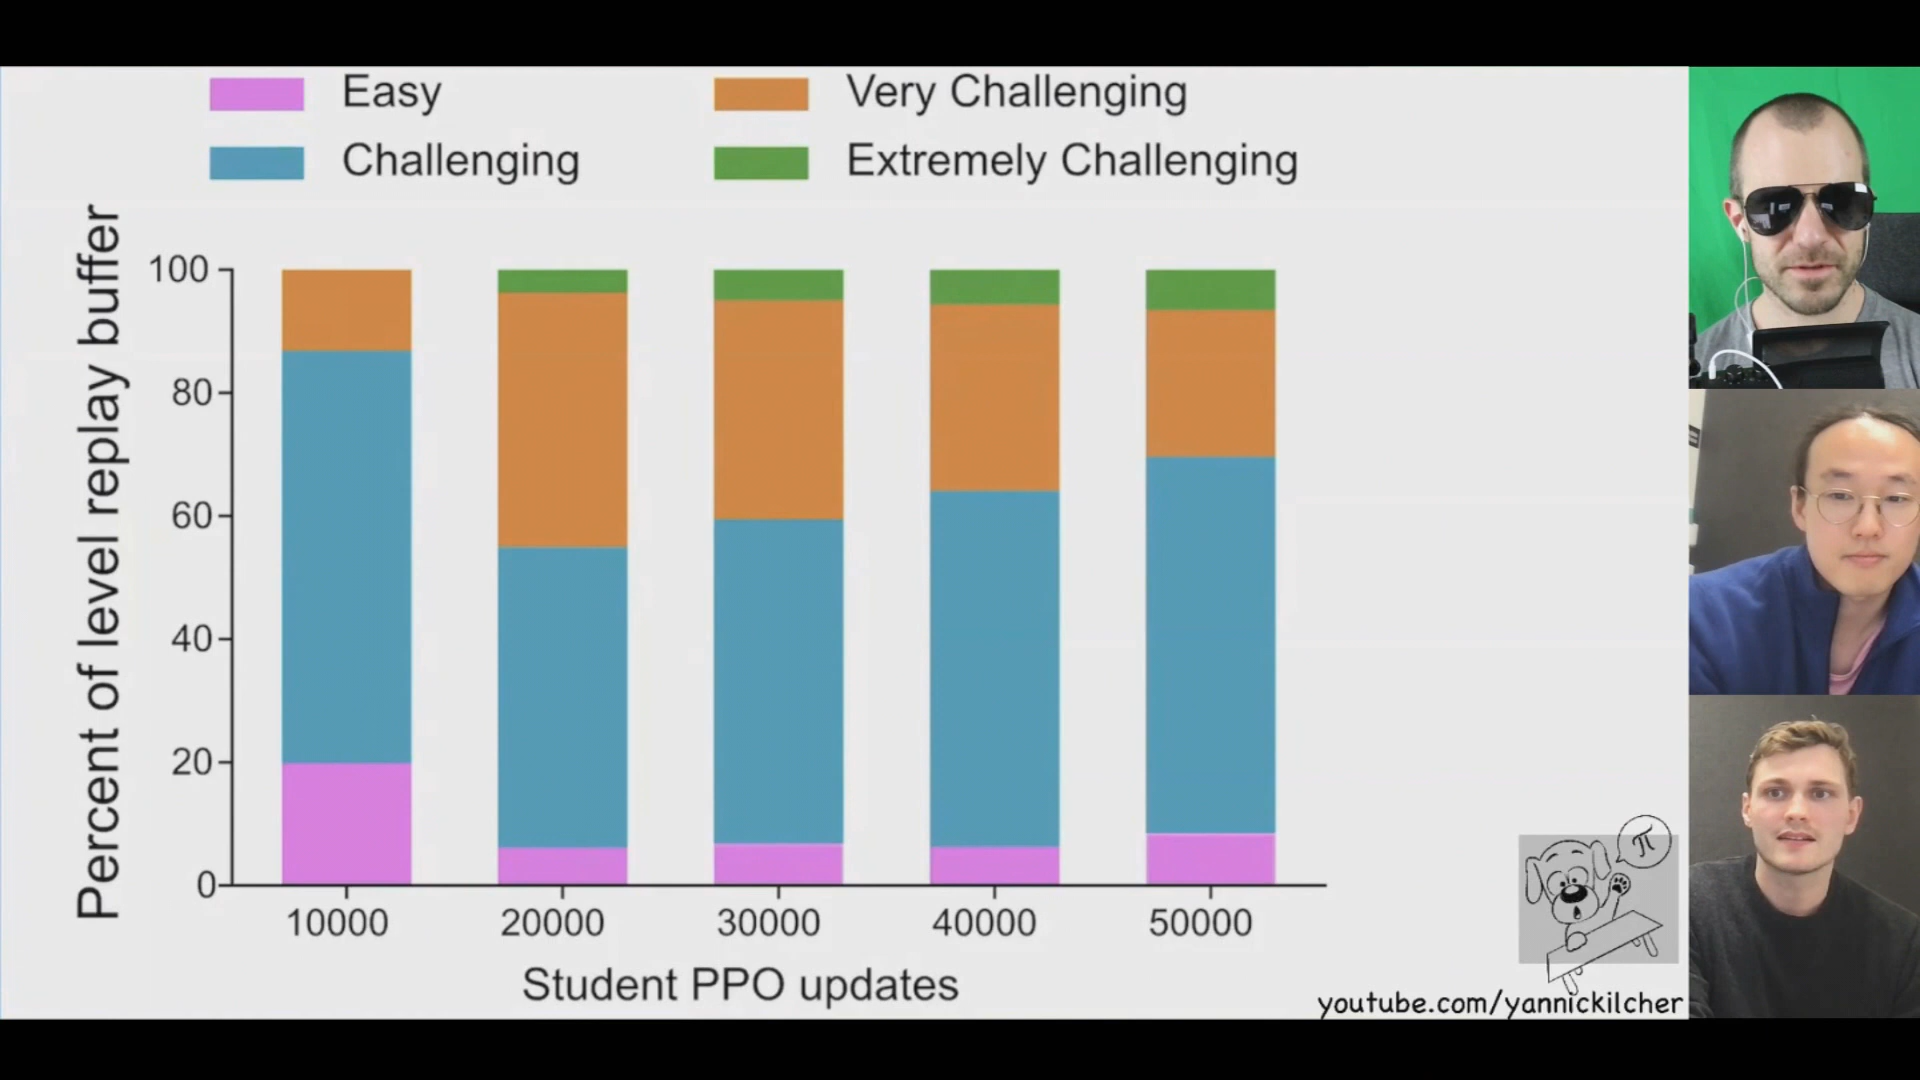 Easy
Very Challenging
Challenging
Extremely Challenging
Percent of level replay buffer
100
80
60
40
20
0
10000
20000
30000
40000
50000
Student PPO updates
π
youtube.com/yannickilcher